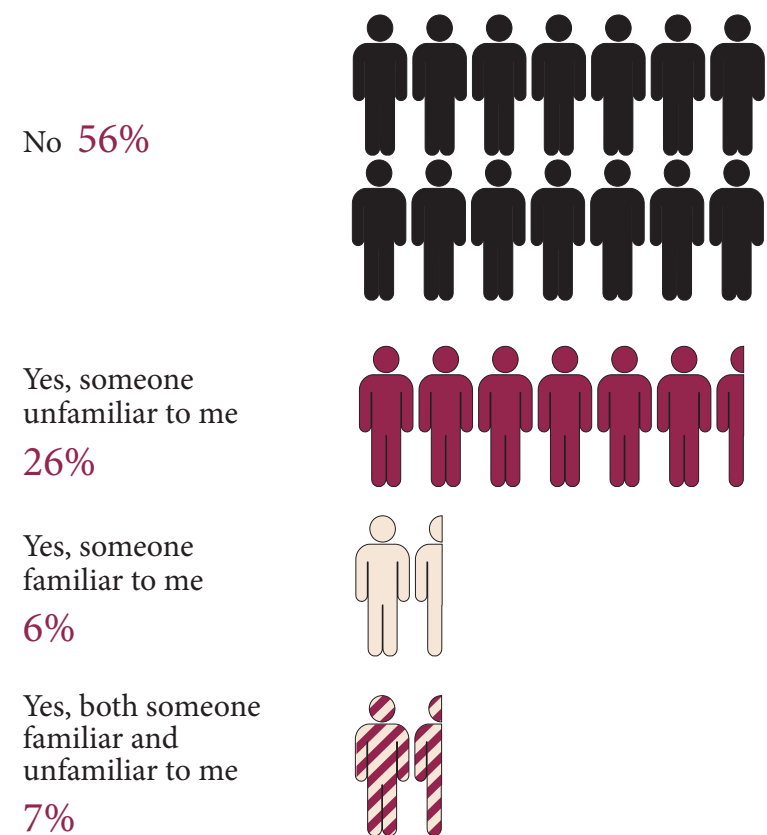 No 56%
Yes, someone
unfamiliar to me
26%
Yes, someone
familiar to me
6%
Yes, both someone
familiar and
unfamiliar to me
7%